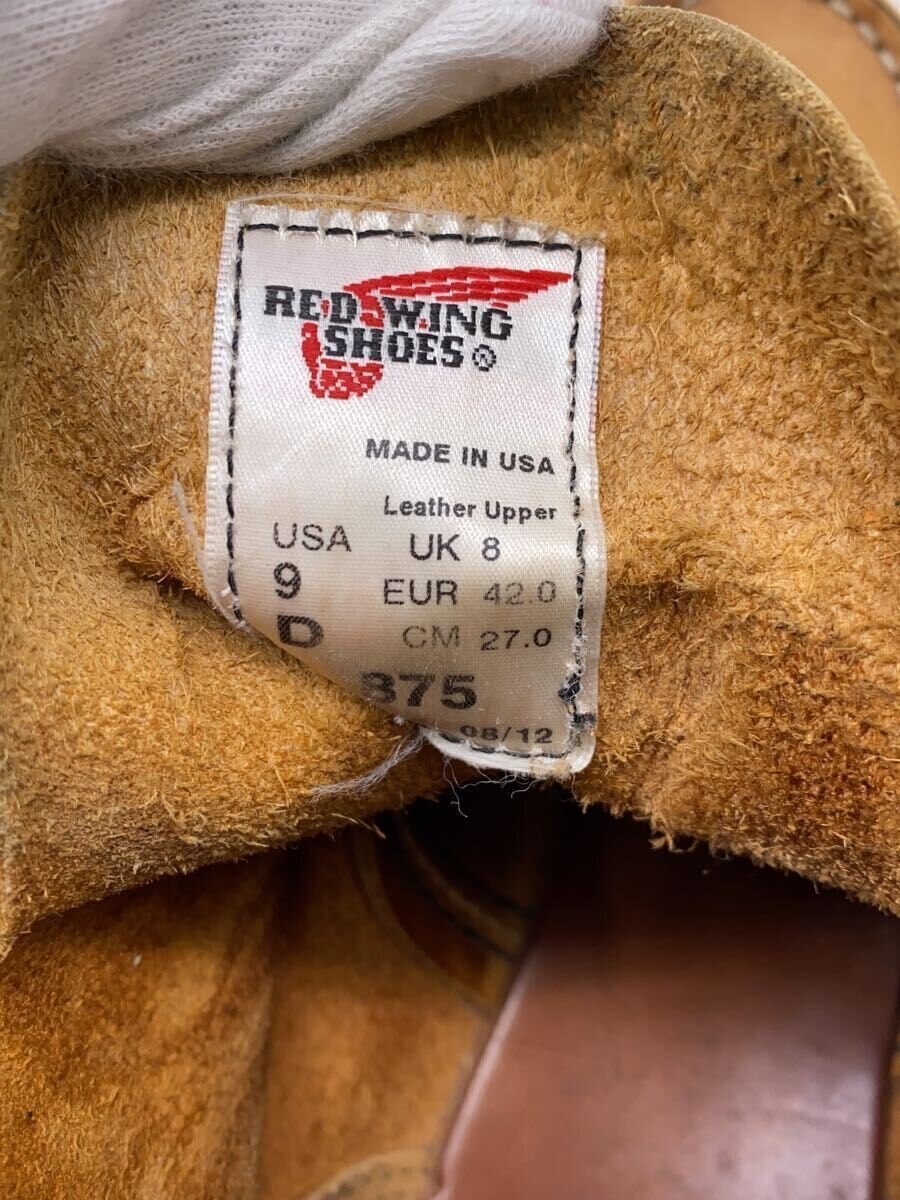 RED WING
SHOES®
MADE IN USA
Leather Upper
USA UK 8
9 EUR 42.0
D CM 27.0
875
08/12